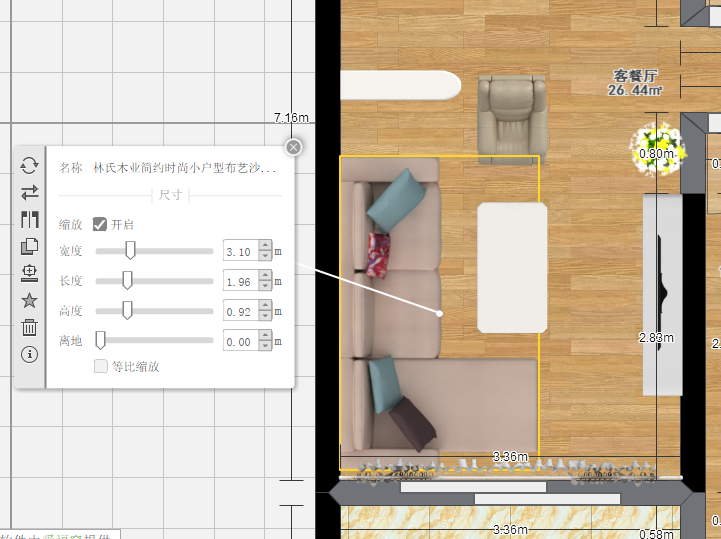 客餐厅
26.44㎡
7.16m
0.80m
名称 林氏木业简约时尚小户型布艺沙...
尺寸
缩放 开启
宽度 3.10 m
长度 1.96 m
高度 0.92 m
离地 0.00 m
等比缩放
2.83m
2.
3.36m
3.36m
0.58m
0.